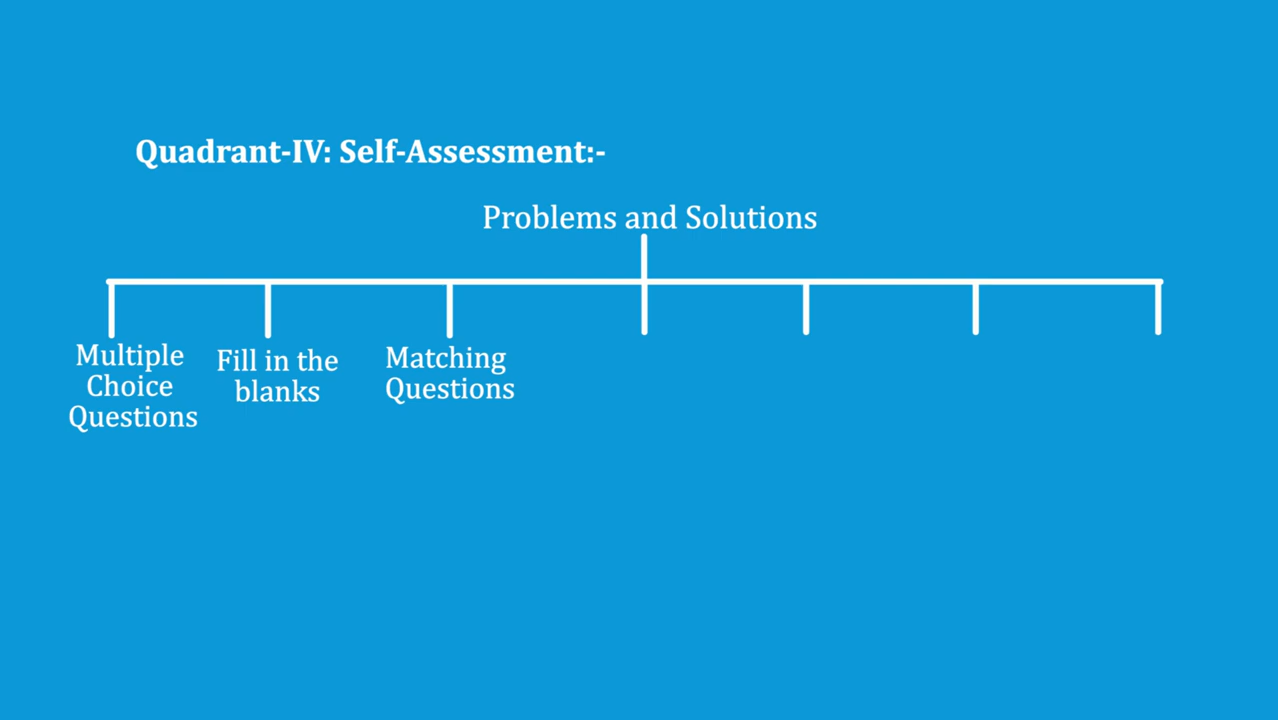 Quadrant-IV: Self-Assessment:-
Problems and Solutions
Multiple
Choice
Questions
Fill in the
blanks
Matching
Questions